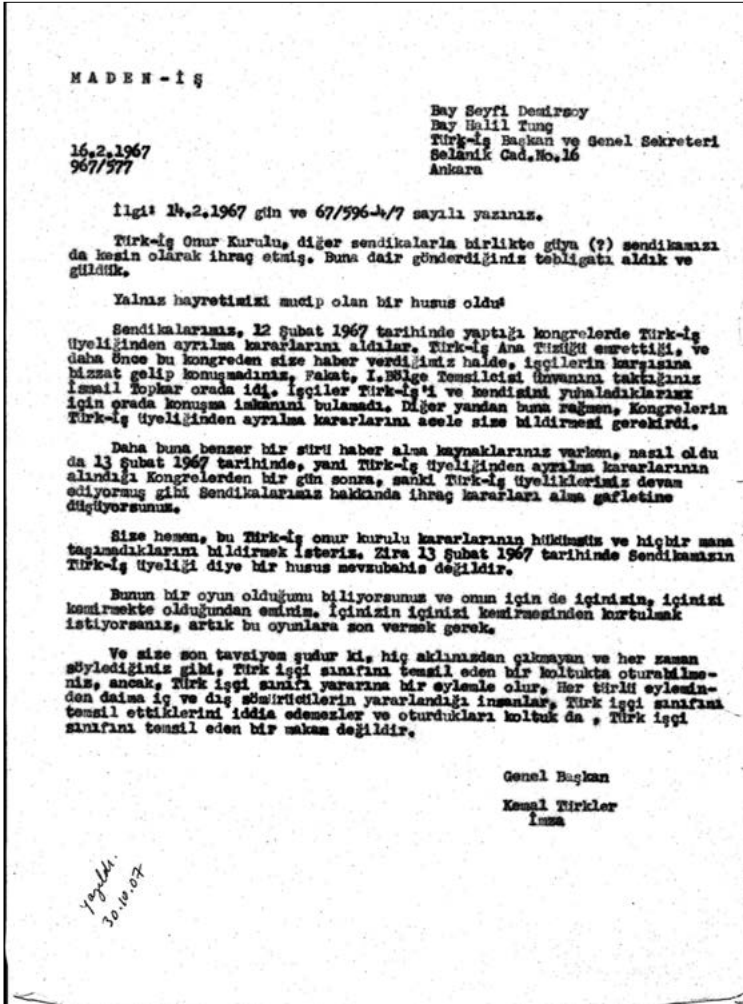 MADEN-İŞ
Bay Seyfi Demirsoy
Bay Halil Tunç
Türk-İş Başkan ve Genel Sekreteri
Selânik Cad.No.16
Ankara
16.2.1967
967/577
İlgi: 14.2.1967 gün ve 67/596-4/7 sayılı yazınız.
Türk-İş Onur Kurulu, diğer sendikalarla birlikte güya (?) sendikamızı
da kesin olarak ihraç etmiş. Buna dair gönderdiğiniz tebligatı aldık ve
güldük.
Yalnız hayretimizi mucip olan bir husus oldu:
Sendikalarımız, 12 Şubat 1967 tarihinde yaptığı kongrelerde Türk-İş
üyeliğinden ayrılma kararlarını aldılar. Türk-İş Ana Tüzüğü emrettiği, ve
daha önce bu kongreden size haber verdiğimiz halde, işçilerin karşısına
bizzat gelip konuşmadınız, Fakat, I.Bölge Temsilcisi ünvanını taktığınız
İsmail Topkar orada idi. İşçiler Türk-İş'i ve kendisini yuhaladıklarımız
için orada konuşma imkanını bulamadı. Diğer yandan buna rağmen, Kongrelerin
Türk-İş üyeliğinden ayrılma kararlarını acele size bildirmesi gerekirdi.
Daha buna benzer bir sürü haber alma kaynaklarınız varken, nasıl oldu
da 13 Şubat 1967 tarihinde, yani Türk-İş üyeliğinden ayrılma kararlarının
alındığı Kongrelerden bir gün sonra, sanki Türk-İş üyelikleriniz devam
ediyormuş gibi Sendikalarımız hakkında ihraç kararları alma gafletine
düşüyorsunuz.
Size hemen, bu Türk-İş onur kurulu kararlarının hükümsüz ve hiçbir mana
taşımadıklarını bildirmek isteriz. Zira 13 Şubat 1967 tarihinde Sendikamızın
Türk-İş üyeliği diye bir husus mevzubahis değildir.
Bunun bir oyun olduğunu biliyorsunuz ve onun için de içinizin, içinizi
kemirmekte olduğundan eminim. İçinizin içinizi kemirmesinden kurtulmak
istiyorsanız, artık bu oyunlara son vermek gerek.
Ve size son tavsiyem şudur ki, hiç aklınızdan çıkmayan ve her zaman
söylediğiniz gibi, Türk işçi sınıfını temsil eden bir koltukta oturabilme-
niz, ancak, Türk işçi sınıfı yararına bir eylemle olur, Her türlü eylemin-
den daima iç ve dış sömürücülerin yararlandığı insanlar, Türk işçi sınıfını
temsil ettiklerini iddia edemezler ve oturdukları koltuk da , Türk işçi
sınıfını temsil eden bir makam değildir.
Genel Başkan
Kemal Türkler
İmza
Yazıldı.
30.10.07